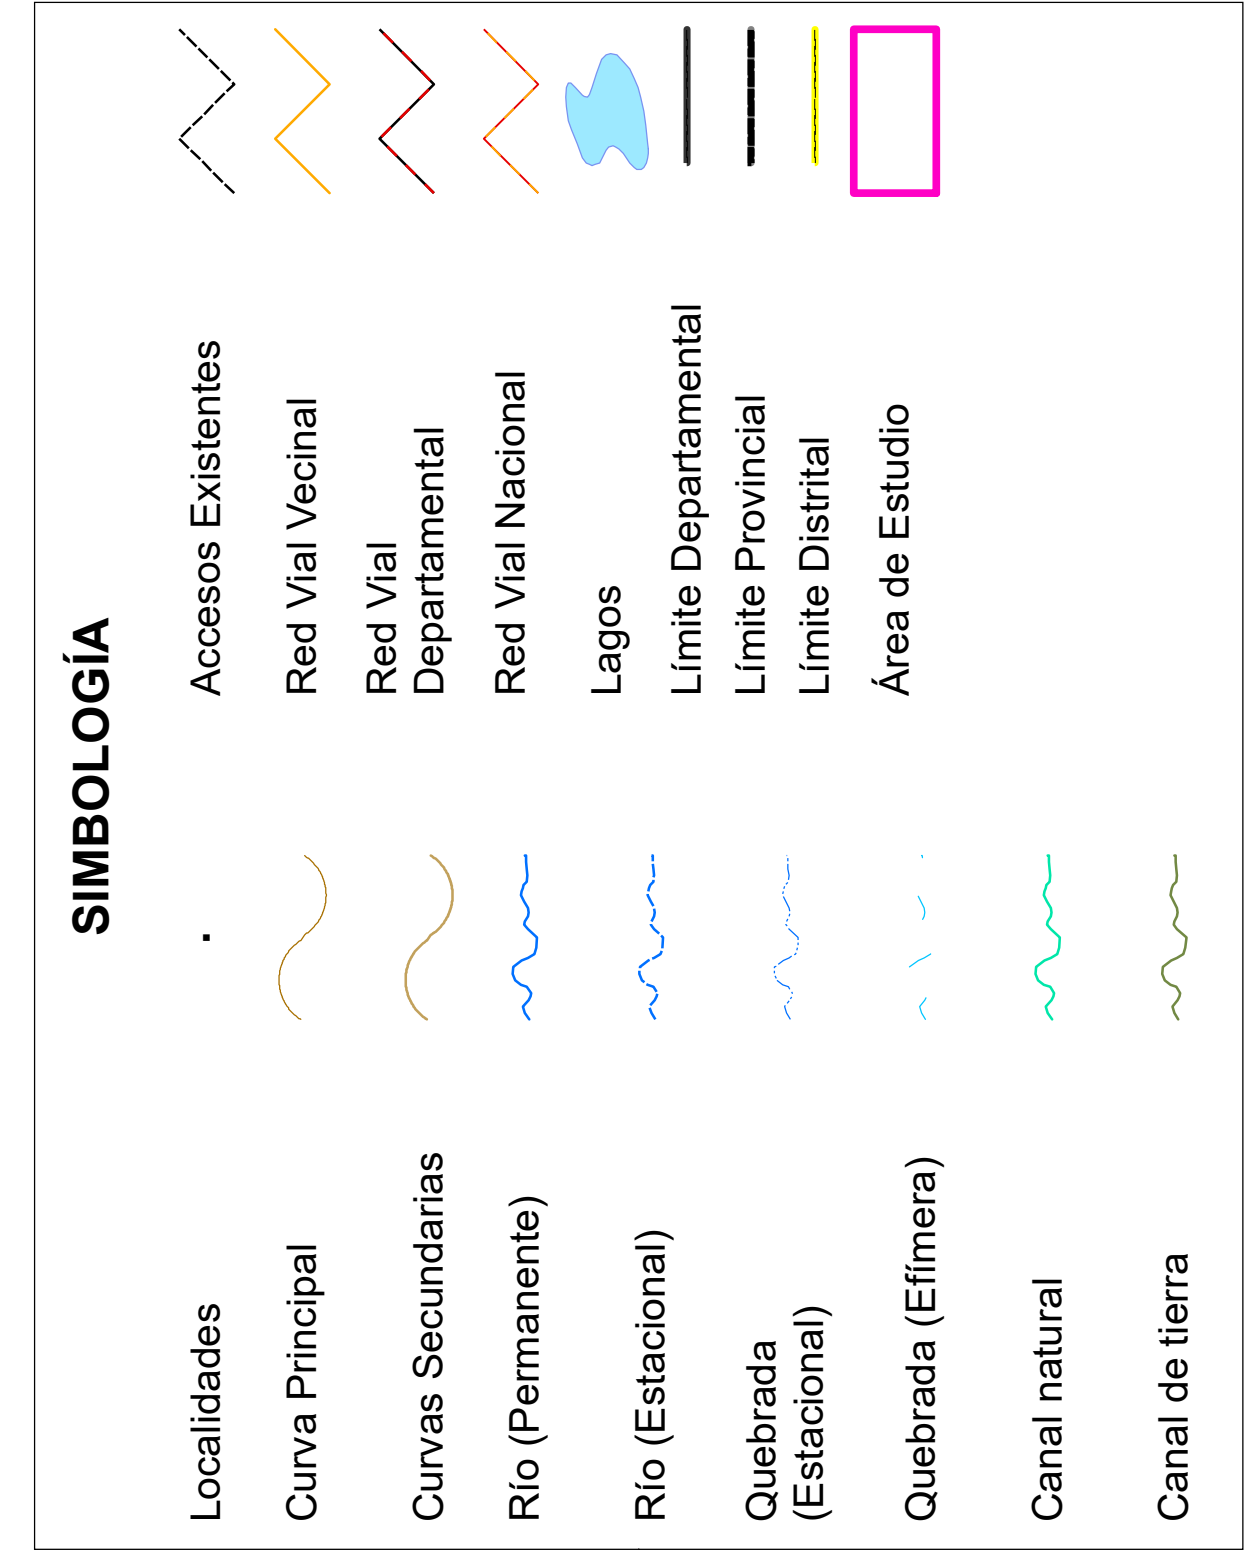 SIMBOLOGÍA
Localidades
Curva Principal
Curvas Secundarias
Río (Permanente)
Río (Estacional)
Quebrada
(Estacional)
Quebrada (Efímera)
Canal natural
Canal de tierra
Accesos Existentes
Red Vial Vecinal
Red Vial
Departamental
Red Vial Nacional
Lagos
Límite Departamental
Límite Provincial
Límite Distrital
Área de Estudio